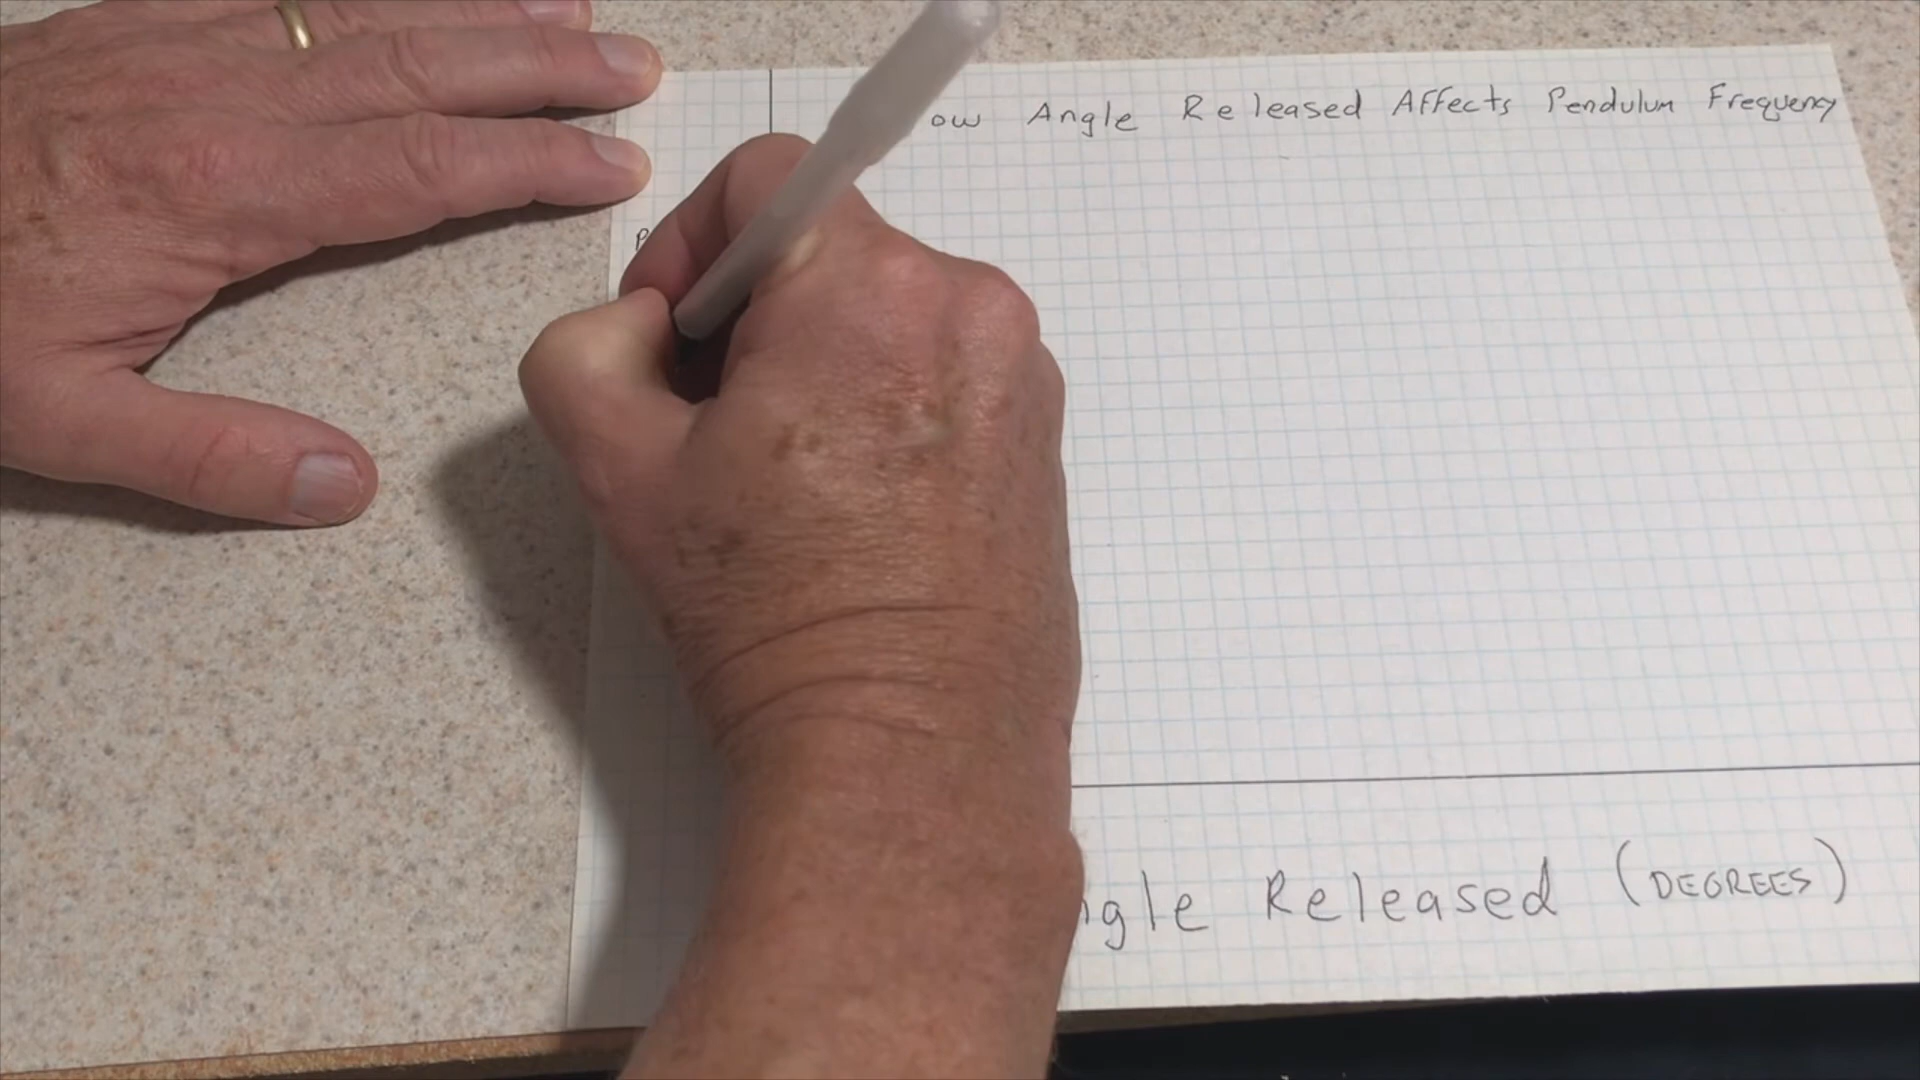 ow Angle Released Affects Pendulum Frequency
P
gle Released (DEGREES)